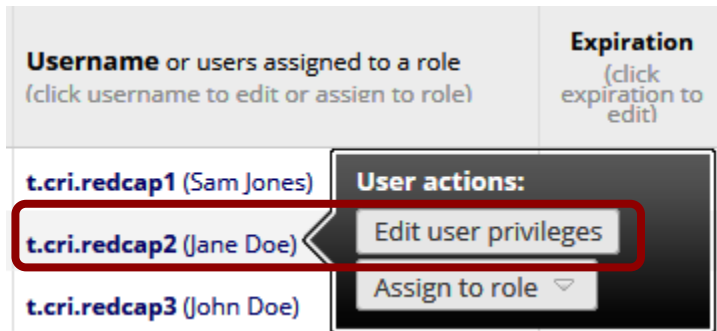 Username or users assigned to a role
(click username to edit or assign to role)
Expiration
(click
expiration to
edit)
t.cri.redcap1 (Sam Jones)
t.cri.redcap2 (Jane Doe)
t.cri.redcap3 (John Doe)
User actions:
Edit user privileges
Assign to role